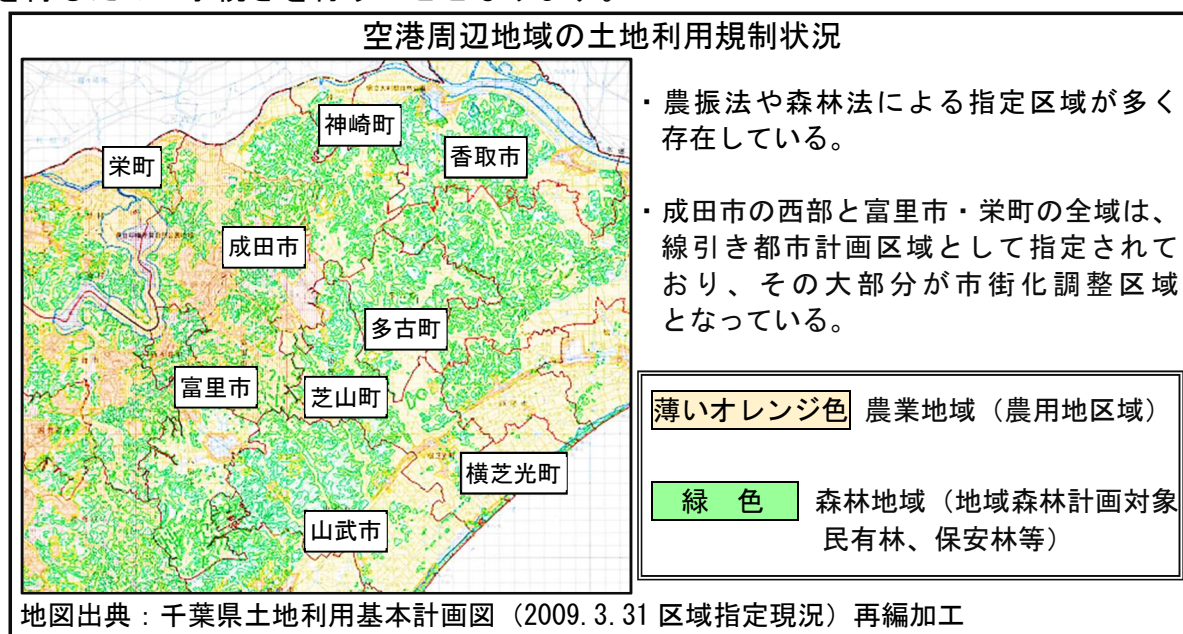 空港周辺地域の土地利用規制状況
神崎町
香取市
栄町
成田市
多古町
富里市
芝山町
横芝光町
山武市
・農振法や森林法による指定区域が多く
存在している。
・成田市の西部と富里市・栄町の全域は、
線引き都市計画区域として指定されて
おり、その大部分が市街化調整区域
となっている。
薄いオレンジ色 農業地域（農用地区域）
緑 色 森林地域（地域森林計画対象
民有林、保安林等）
地図出典：千葉県土地利用基本計画図（2009.3.31 区域指定現況）再編加工